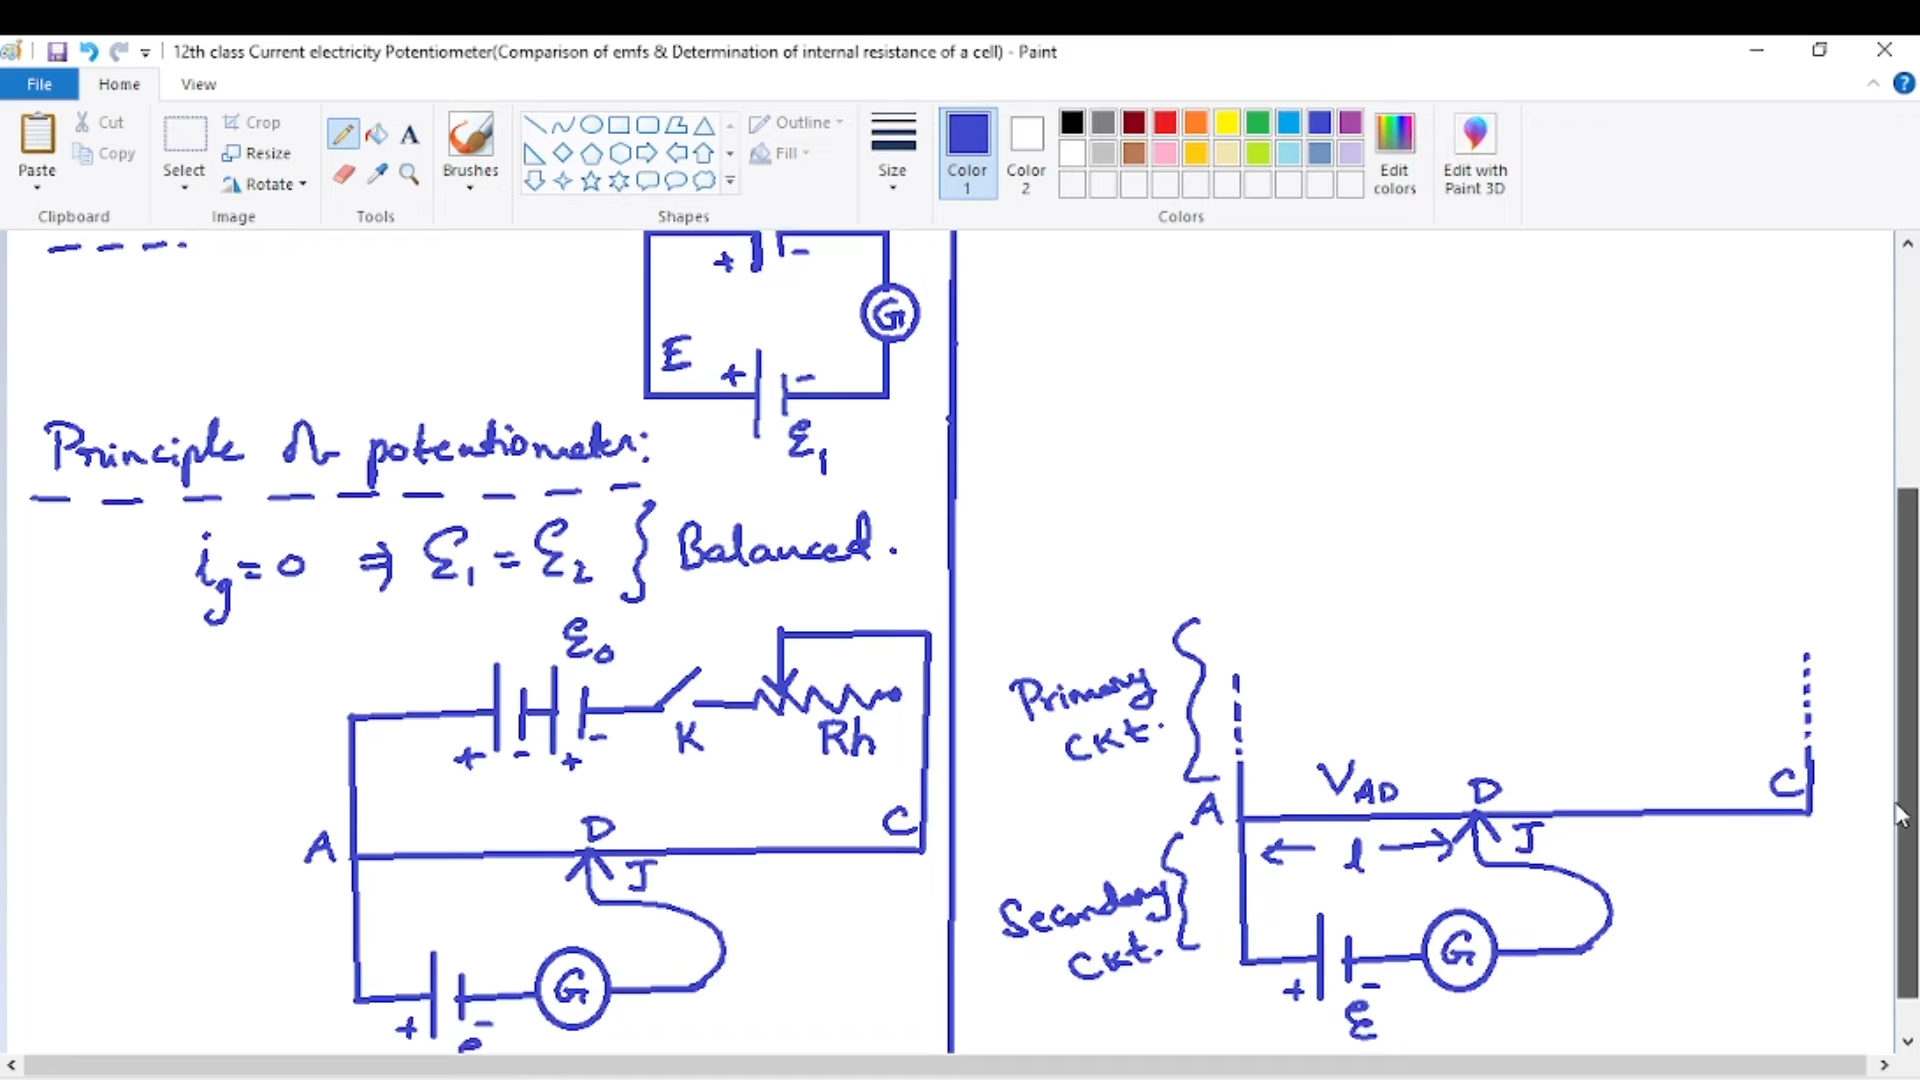 12th class Current electricity Potentiometer(Comparison of emfs & Determination of internal resistance of a cell) - Paint
File Home View
Paste Cut Copy Clipboard
Select Crop Resize Rotate Image
A Tools
Brushes
Shapes
Outline Fill
Size
Color 1 Color 2
Edit colors
Edit with Paint 3D
Colors
+ -
G
E + -
ε₁
Principle of potentiometer:
i_g = 0 ⇒ ε₁ = ε₂ } Balanced.
ε₀
+ - + - K Rh
A D C
J
G
+ -
Primary ckt.
V_AD D C
A
l J
Secondary ckt.
G
+ -
ε